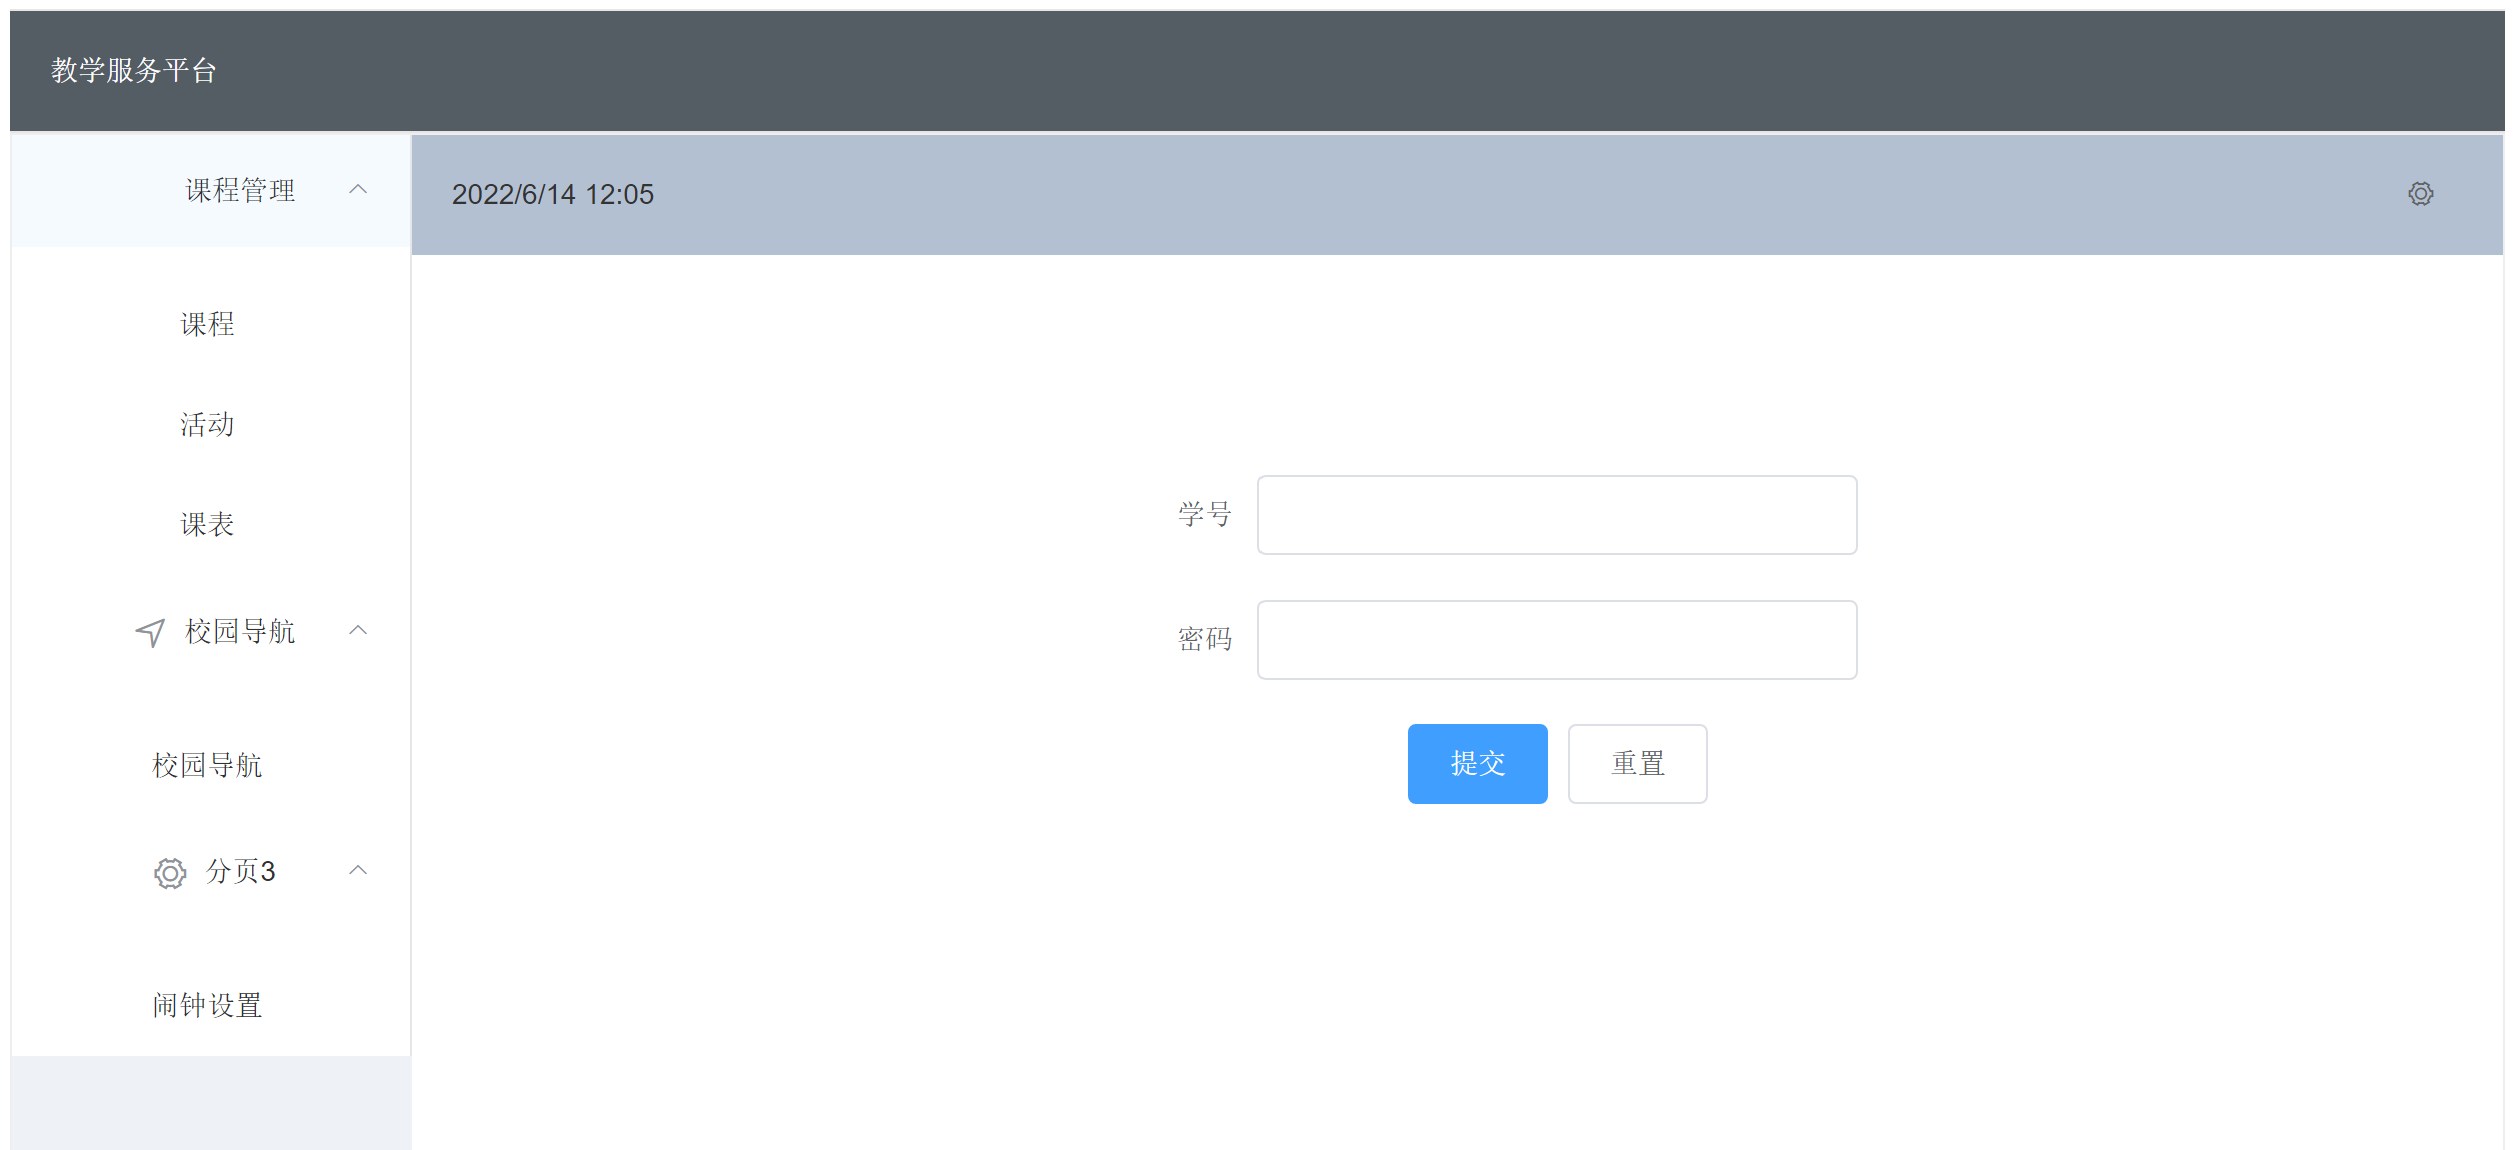 教学服务平台
课程管理
2022/6/14 12:05
课程
活动
课表
校园导航
校园导航
分页3
闹钟设置
学号
密码
提交
重置